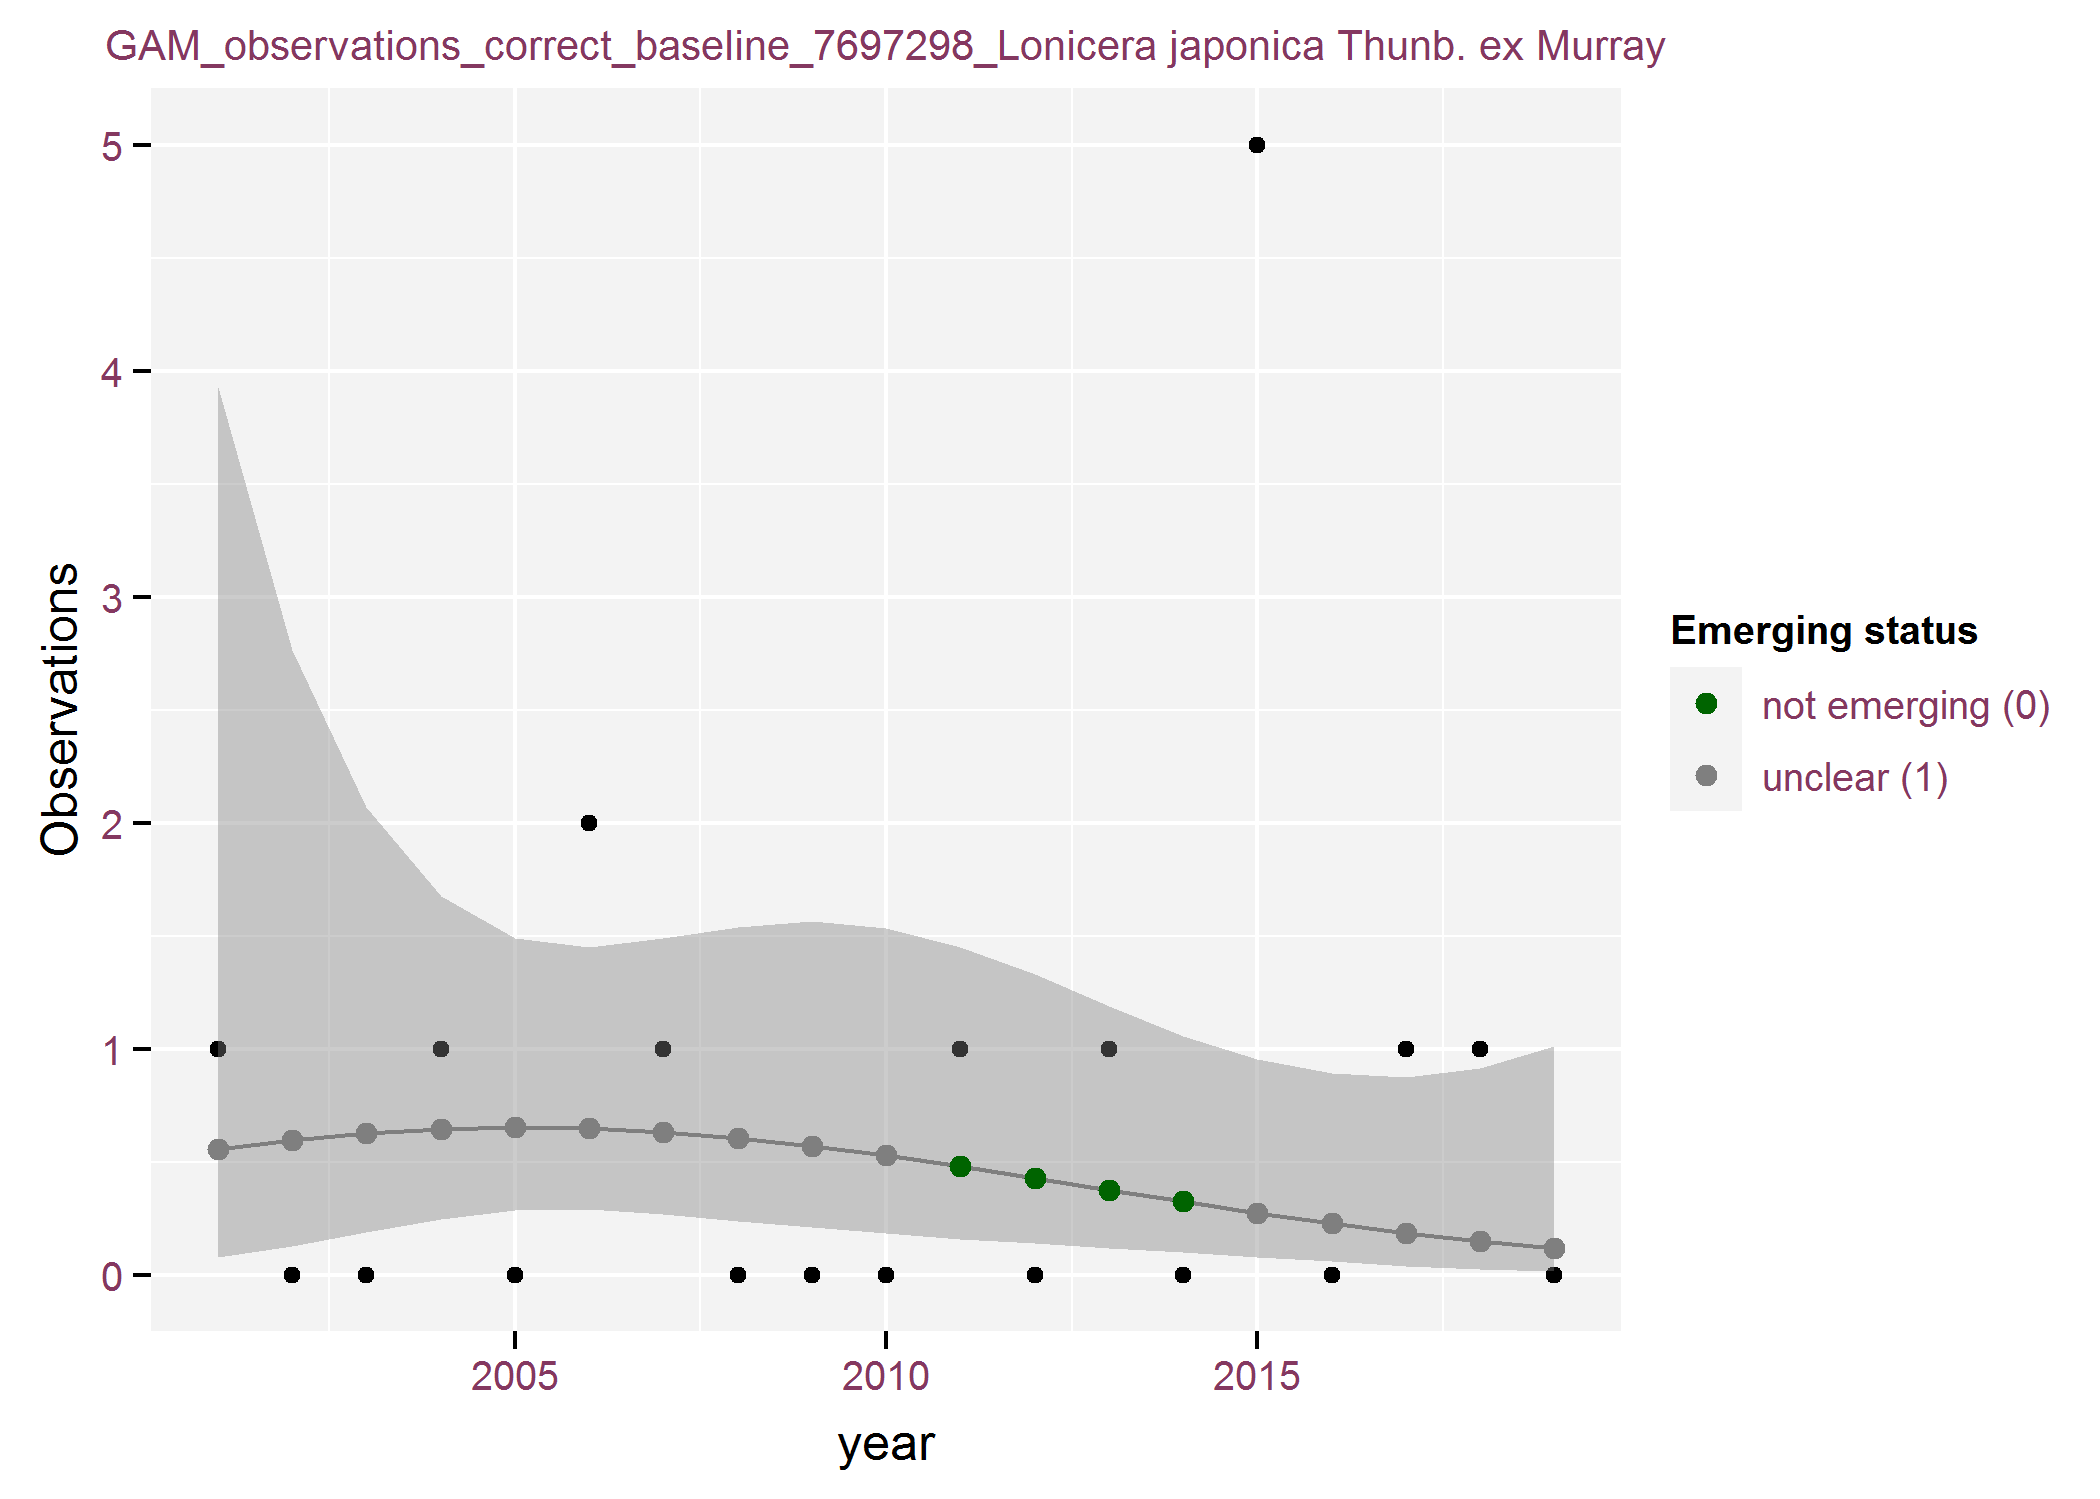 GAM_observations_correct_baseline_7697298_Lonicera japonica Thunb. ex Murray
Observations
5
4
3
2
1
0
2005 2010 2015
year
Emerging status
not emerging (0)
unclear (1)